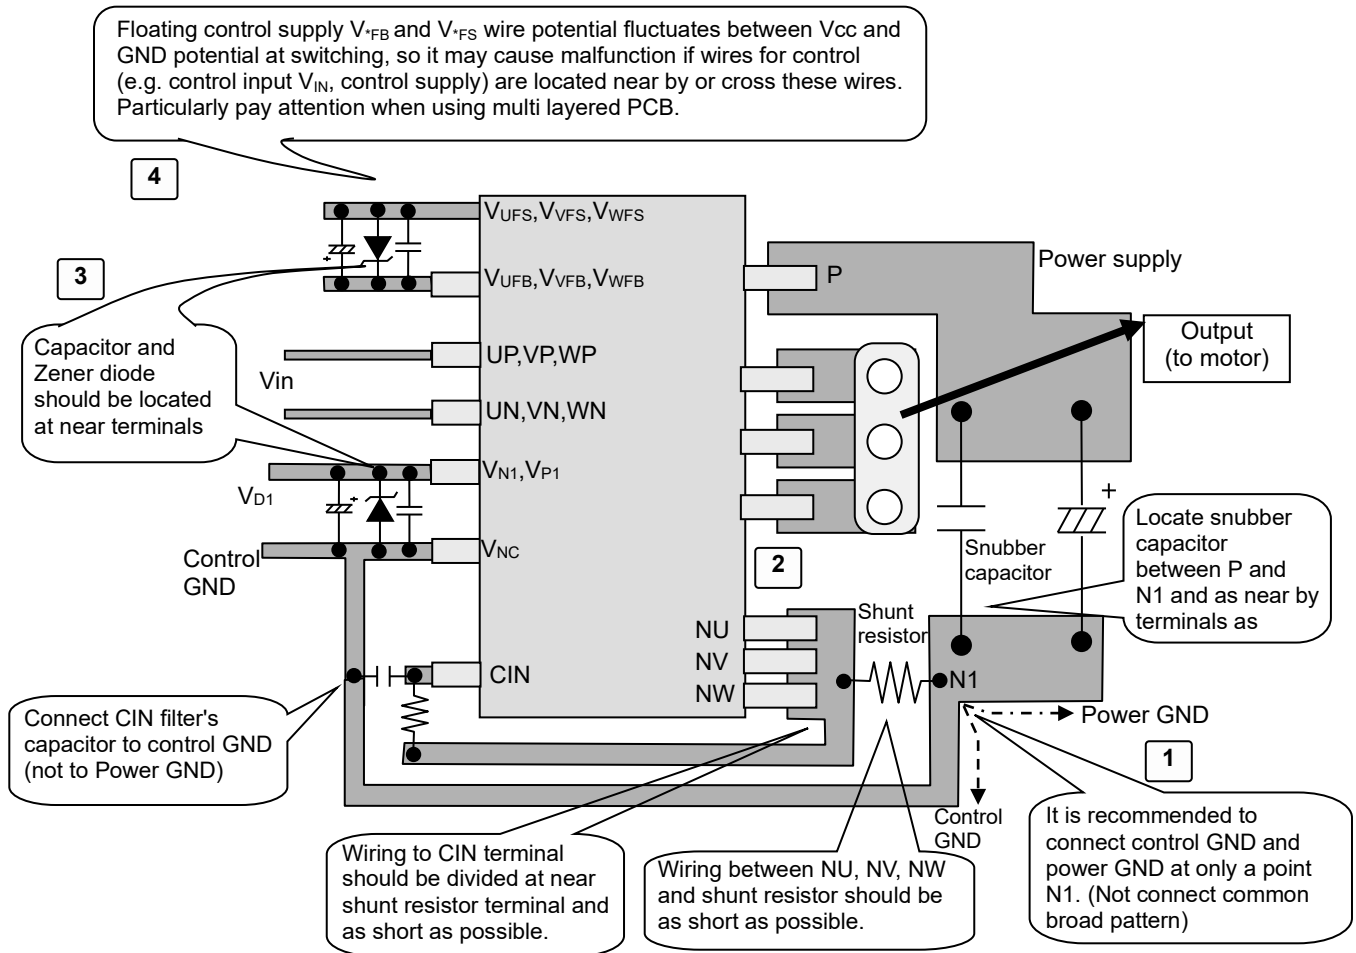 Floating control supply V*FB and V*FS wire potential fluctuates between Vcc and
GND potential at switching, so it may cause malfunction if wires for control
(e.g. control input VIN, control supply) are located near by or cross these wires.
Particularly pay attention when using multi layered PCB.
4
VUFS,VVFS,VWFS
3
VUFB,VVFB,VWFB
P
Power supply
Capacitor and
Zener diode
should be located
at near terminals
Vin
UP,VP,WP
UN,VN,WN
Output
(to motor)
VN1,VP1
VD1
+
+
+
Control
GND
VNC
2
Snubber
capacitor
Locate snubber
capacitor
between P and
N1 and as near by
terminals as
Shunt
resistor
NU
NV
NW
CIN
N1
Connect CIN filter's
capacitor to control GND
(not to Power GND)
Power GND
1
Control
GND
Wiring to CIN terminal
should be divided at near
shunt resistor terminal and
as short as possible.
Wiring between NU, NV, NW
and shunt resistor should be
as short as possible.
It is recommended to
connect control GND and
power GND at only a point
N1. (Not connect common
broad pattern)